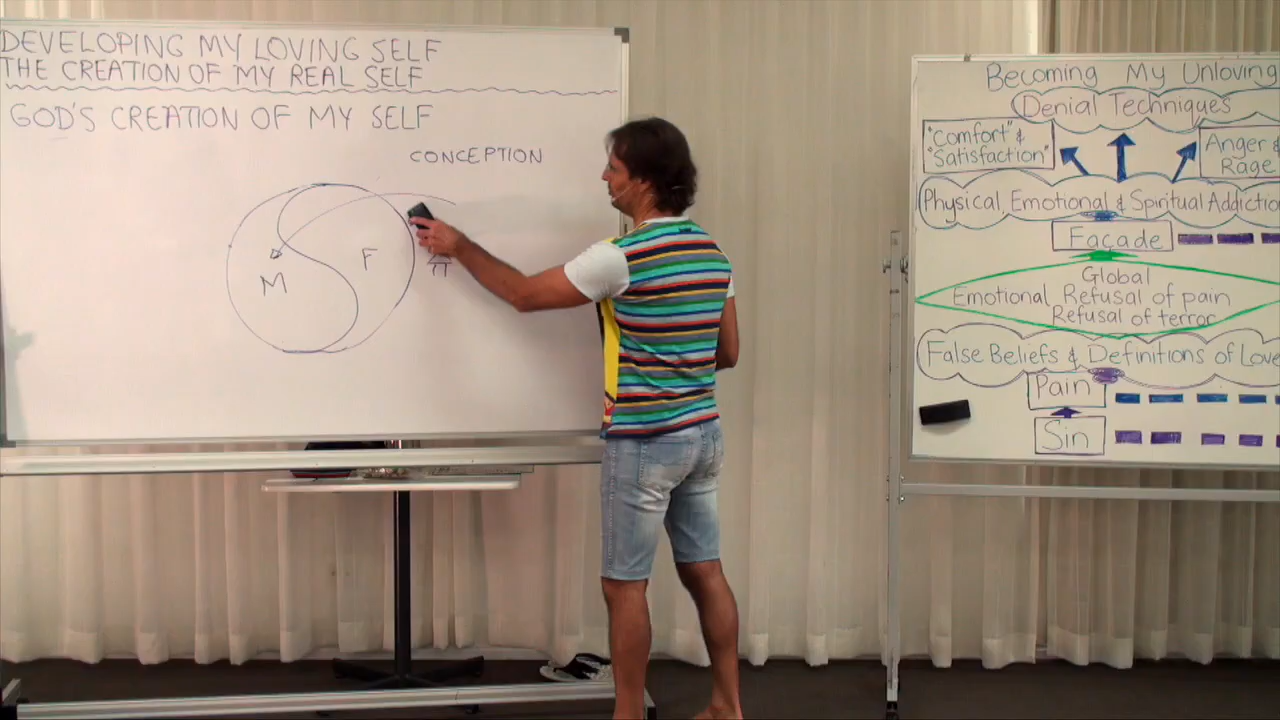 DEVELOPING MY LOVING SELF
THE CREATION OF MY REAL SELF
GOD'S CREATION OF MY SELF
CONCEPTION
M
F
Becoming My Unloving
Denial Techniques
"Comfort" &
"Satisfaction"
Anger &
Rage
Physical, Emotional & Spiritual Addictio
Façade
Global
Emotional Refusal of pain
Refusal of terror
False Beliefs & Definitions of Love
Pain
Sin